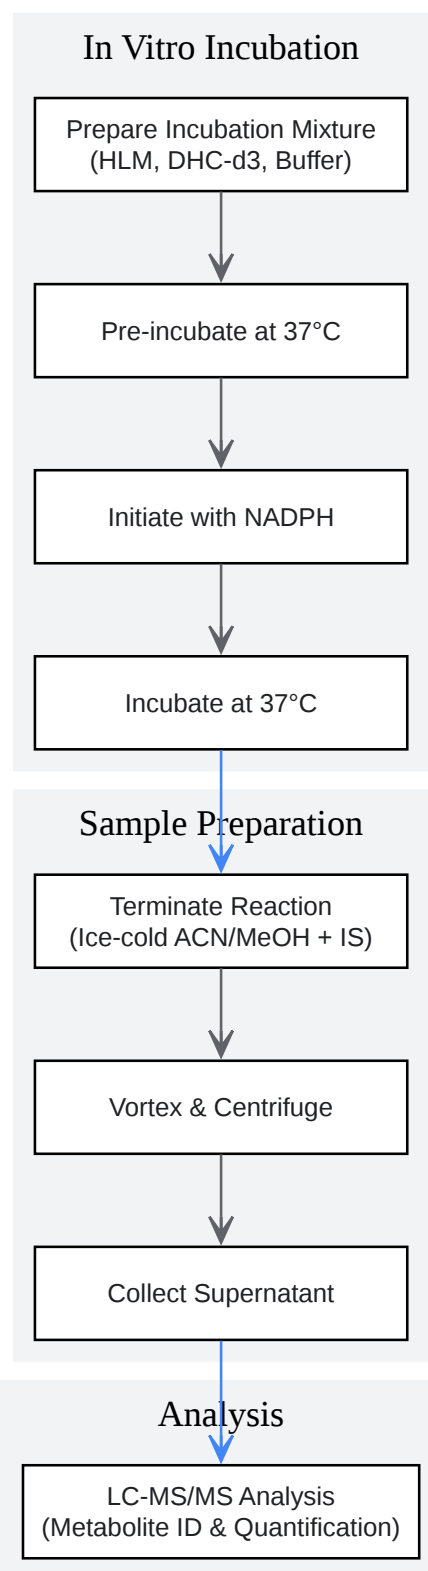 In Vitro Incubation
Prepare Incubation Mixture
(HLM, DHC-d3, Buffer)
Pre-incubate at 37°C
Initiate with NADPH
Incubate at 37°C
Sample Preparation
Terminate Reaction
(Ice-cold ACN/MeOH + IS)
Vortex & Centrifuge
Collect Supernatant
Analysis
LC-MS/MS Analysis
(Metabolite ID & Quantification)